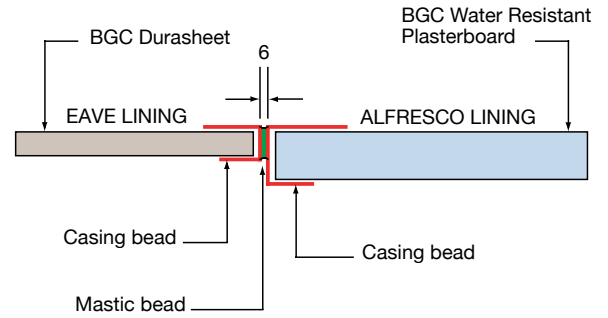 BGC Durasheet
BGC Water Resistant
Plasterboard
6
EAVE LINING
ALFRESCO LINING
Casing bead
Casing bead
Mastic bead